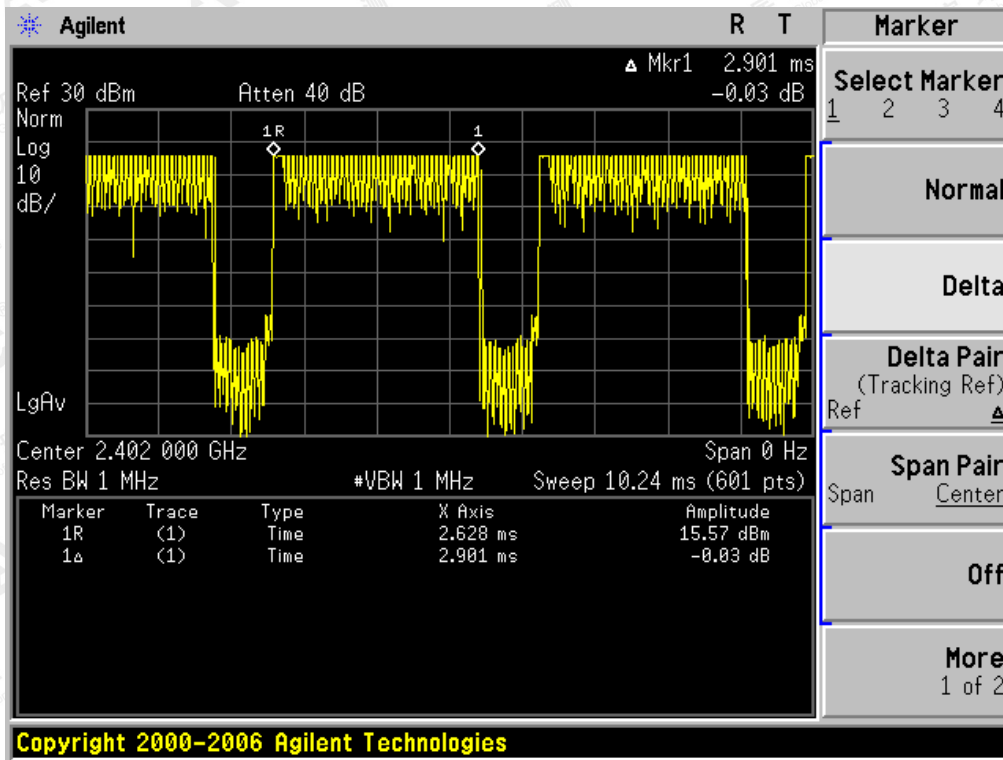 Agilent R T
Δ Mkr1 2.901 ms
Ref 30 dBm Atten 40 dB -0.03 dB
Norm
Log
10
dB/
1R 1
LgAv
Center 2.402 000 GHz Span 0 Hz
Res BW 1 MHz #VBW 1 MHz Sweep 10.24 ms (601 pts)
Marker Trace Type X Axis Amplitude
1R (1) Time 2.628 ms 15.57 dBm
1Δ (1) Time 2.901 ms -0.03 dB
Copyright 2000-2006 Agilent Technologies
Marker
Select Marker
1 2 3 4
Normal
Delta
Delta Pair
(Tracking Ref)
Ref Δ
Span Pair
Span Center
Off
More
1 of 2